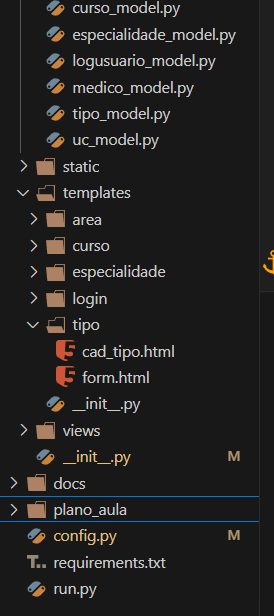 curso_model.py
especialidade_model.py
logusuario_model.py
medico_model.py
tipo_model.py
uc_model.py
static
templates
area
curso
especialidade
login
tipo
cad_tipo.html
form.html
__init__.py
views
__init__.py M
docs
plano_aula
config.py M
requirements.txt
run.py